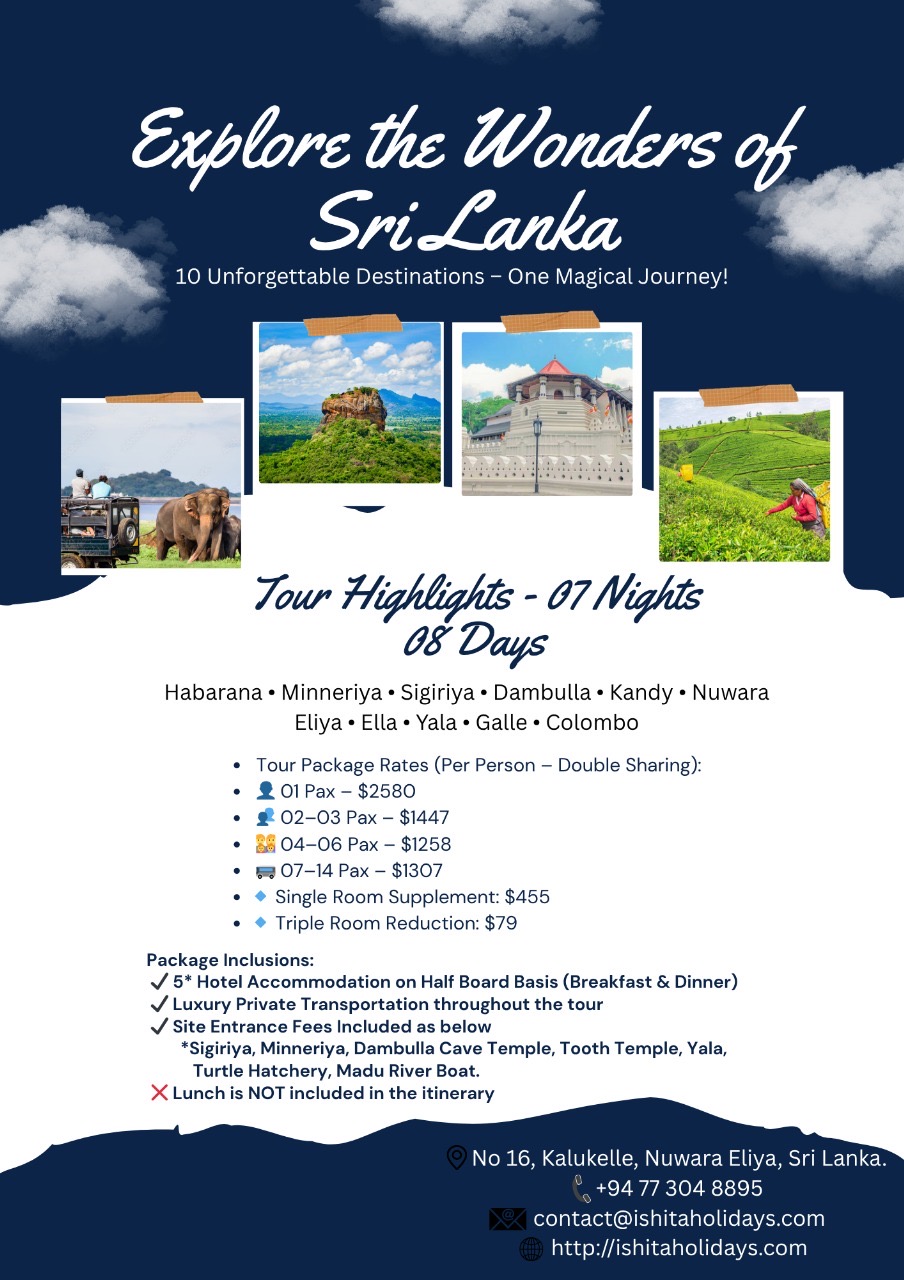 Explore the Wonders of
Sri Lanka
10 Unforgettable Destinations – One Magical Journey!
Tour Highlights - 07 Nights
08 Days
Habarana • Minneriya • Sigiriya • Dambulla • Kandy • Nuwara
Eliya • Ella • Yala • Galle • Colombo
• Tour Package Rates (Per Person – Double Sharing):
• 👤 01 Pax – $2580
• 👥 02–03 Pax – $1447
• 👨‍👩‍👧‍👦 04–06 Pax – $1258
• 🚌 07–14 Pax – $1307
• 🔹 Single Room Supplement: $455
• 🔹 Triple Room Reduction: $79
Package Inclusions:
✔ 5* Hotel Accommodation on Half Board Basis (Breakfast & Dinner)
✔ Luxury Private Transportation throughout the tour
✔ Site Entrance Fees Included as below
*Sigiriya, Minneriya, Dambulla Cave Temple, Tooth Temple, Yala,
Turtle Hatchery, Madu River Boat.
❌ Lunch is NOT included in the itinerary
No 16, Kalukelle, Nuwara Eliya, Sri Lanka.
+94 77 304 8895
contact@ishitaholidays.com
http://ishitaholidays.com